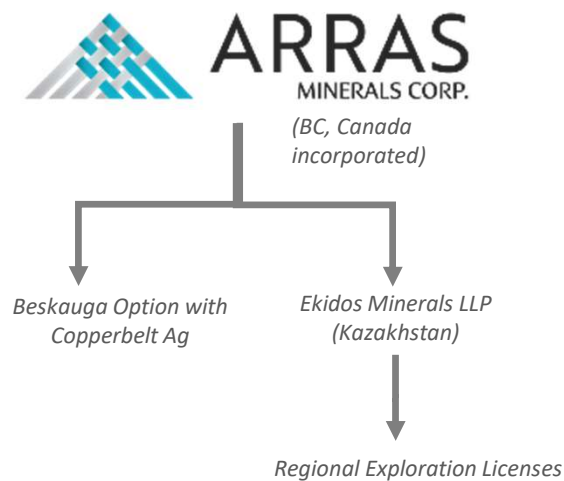 ARRAS
MINERALS CORP.
(BC, Canada
incorporated)
Beskauga Option with
Copperbelt Ag
Ekidos Minerals LLP
(Kazakhstan)
Regional Exploration Licenses